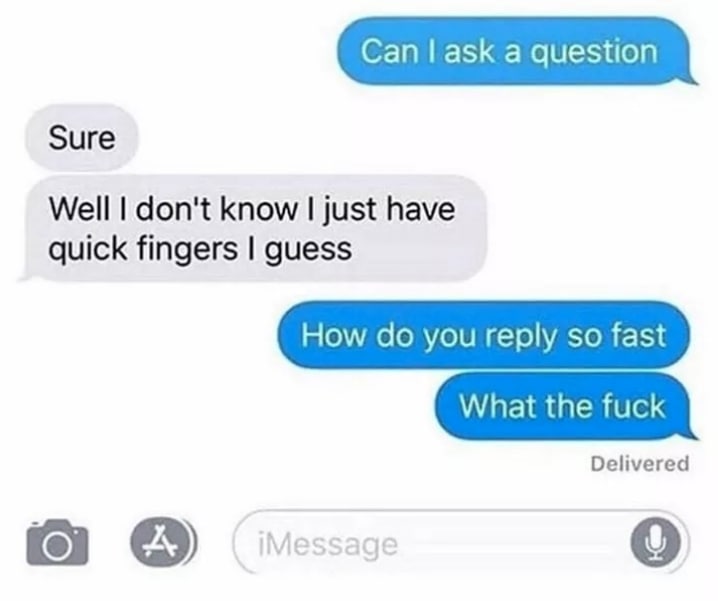 Can I ask a question
Sure
Well I don't know I just have
quick fingers I guess
How do you reply so fast
What the fuck
Delivered
iMessage